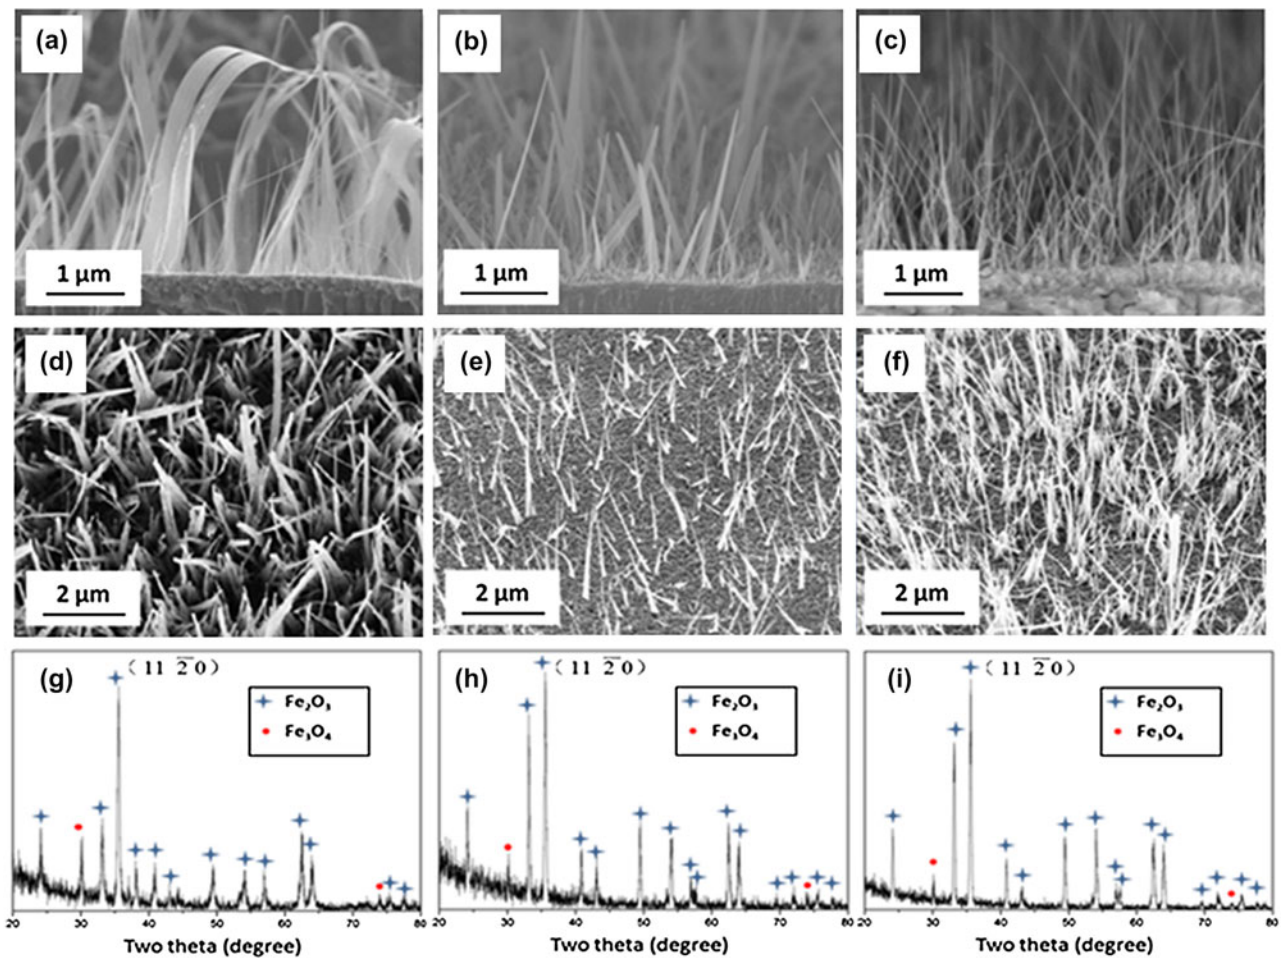 (a)
(b)
(c)
1 µm
1 µm
1 µm
(d)
(e)
(f)
2 µm
2 µm
2 µm
(g)
(11 2̅0)
Fe₂O₃
Fe₃O₄
20 30 40 50 60 70 80
Two theta (degree)
(h)
(11 2̅0)
Fe₂O₃
Fe₃O₄
20 30 40 50 60 70 80
Two theta (degree)
(i)
(11 2̅0)
Fe₂O₃
Fe₃O₄
20 30 40 50 60 70 80
Two theta (degree)